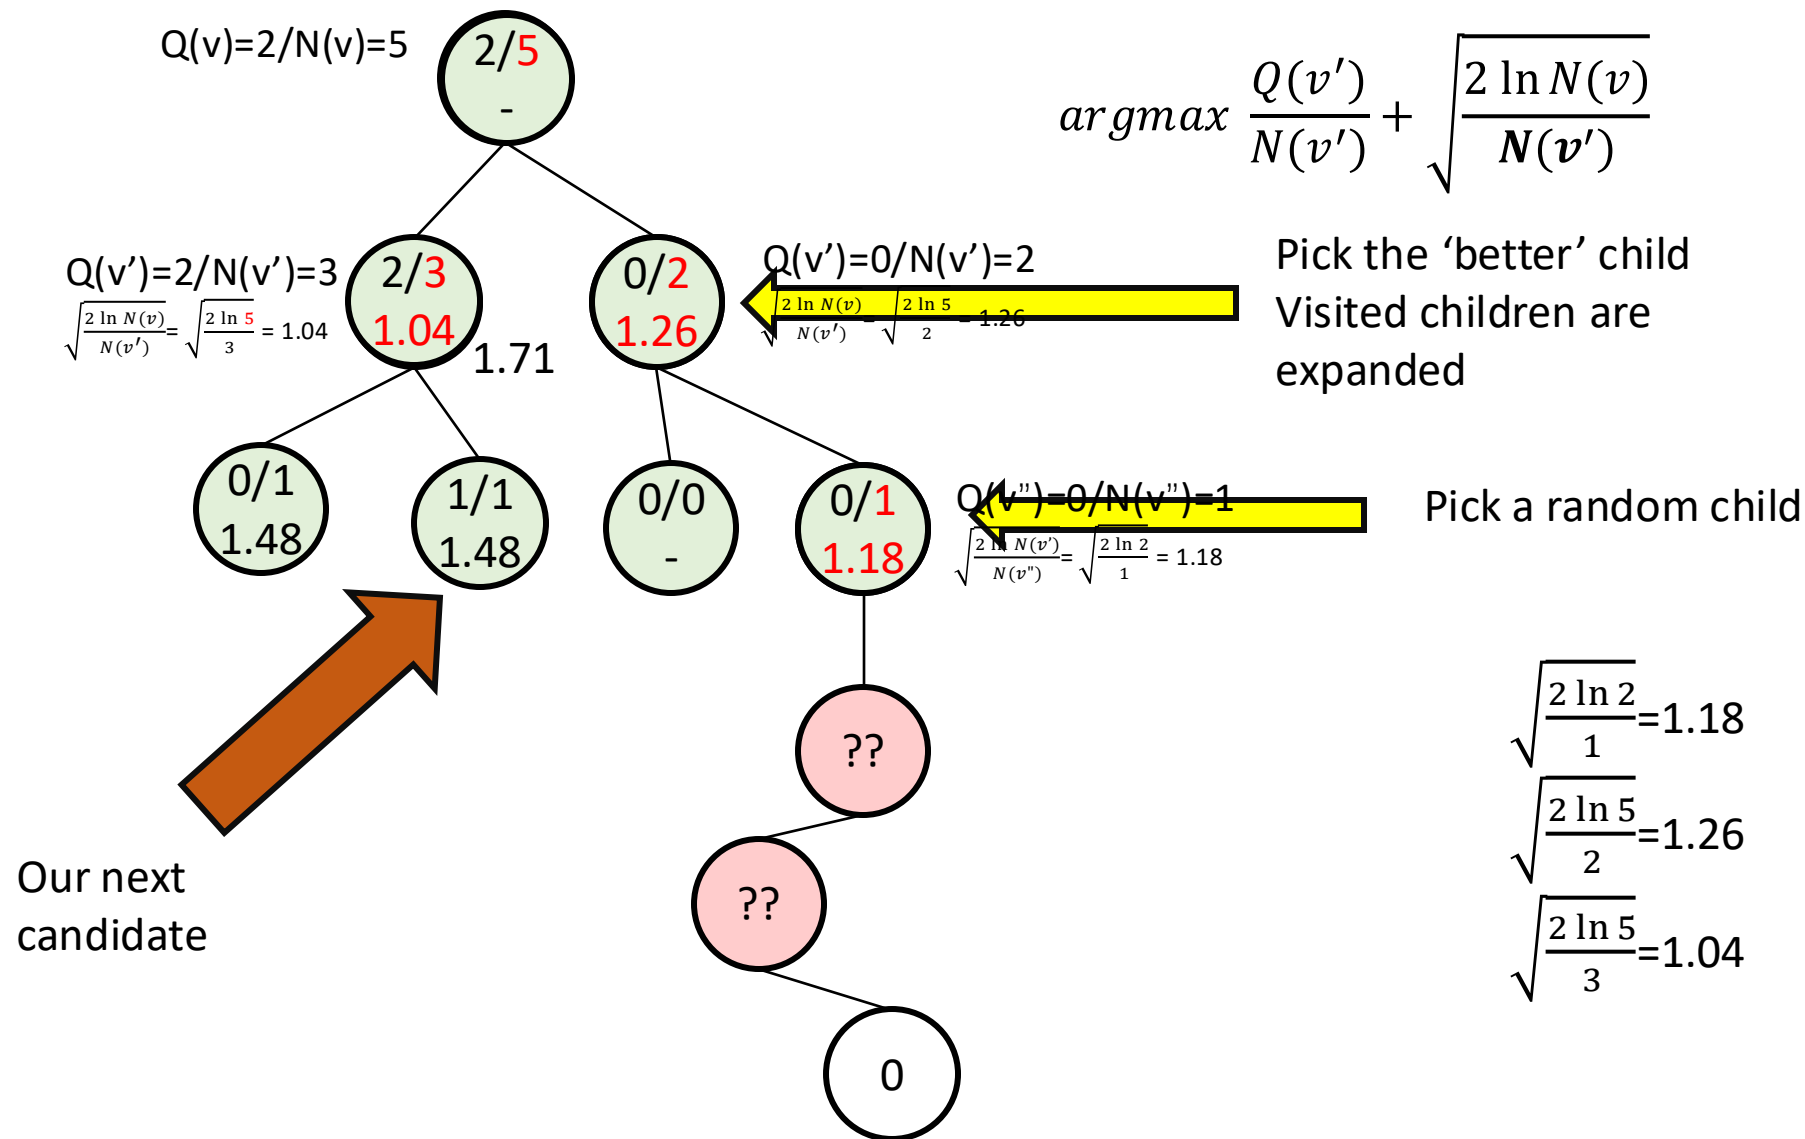 Q(v)=2/N(v)=5
2/5
-
argmax Q(v′)/N(v′) + √(2 ln N(v)/N(v′))
Q(v’)=2/N(v’)=3
√(2 ln N(v)/N(v′)) = √(2 ln 5/3) = 1.04
2/3
1.04
1.71
0/2
1.26
Q(v’)=0/N(v’)=2
√(2 ln N(v)/N(v′)) = √(2 ln 5/2) = 1.26
Pick the ‘better’ child
Visited children are
expanded
0/1
1.48
1/1
1.48
0/0
-
0/1
1.18
Q(v”)=0/N(v”)=1
√(2 ln N(v′)/N(v")) = √(2 ln 2/1) = 1.18
Pick a random child
??
??
0
Our next
candidate
√(2 ln 2/1)=1.18
√(2 ln 5/2)=1.26
√(2 ln 5/3)=1.04